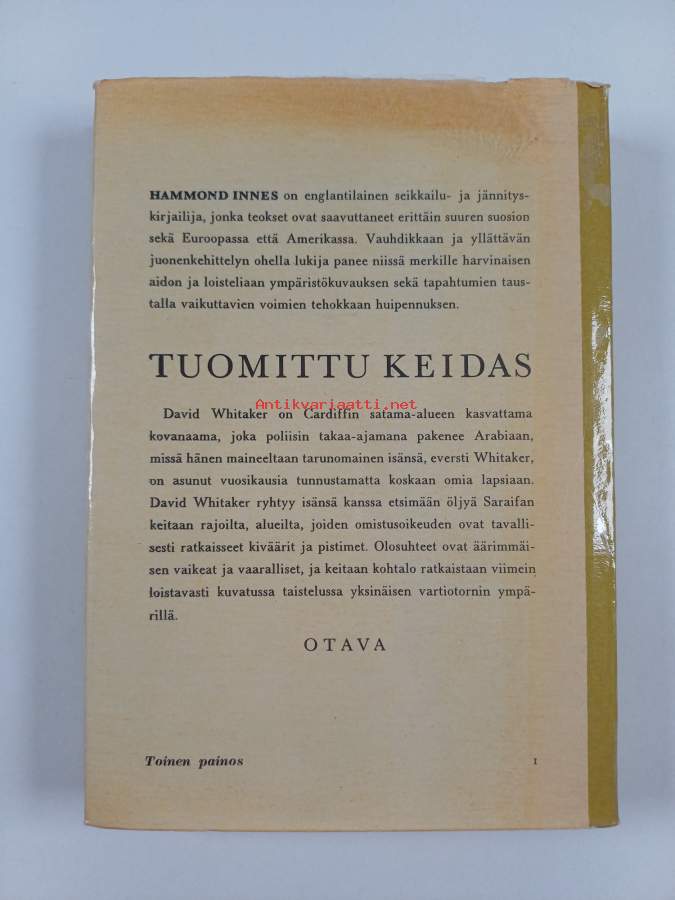 HAMMOND INNES on englantilainen seikkailu- ja jännitys-
kirjailija, jonka teokset ovat saavuttaneet erittäin suuren suosion
sekä Euroopassa että Amerikassa. Vauhdikkaan ja yllättävän
juonenkehittelyn ohella lukija panee niissä merkille harvinaisen
aidon ja loisteliaan ympäristökuvauksen sekä tapahtumien taus-
talla vaikuttavien voimien tehokkaan huipennuksen.
TUOMITTU KEIDAS
Antikvariaatti.net
David Whitaker on Cardiffin satama-alueen kasvattama
kovanaama, joka poliisin takaa-ajamana pakenee Arabiaan,
missä hänen maineeltaan tarunomainen isänsä, eversti Whitaker,
on asunut vuosikausia tunnustamatta koskaan omia lapsiaan.
David Whitaker ryhtyy isänsä kanssa etsimään öljyä Saraifan
keitaan rajoilta, alueilta, joiden omistusoikeuden ovat tavalli-
sesti ratkaisseet kiväärit ja pistimet. Olosuhteet ovat äärimmäi-
sen vaikeat ja vaaralliset, ja keitaan kohtalo ratkaistaan viimein
loistavasti kuvatussa taistelussa yksinäisen vartiotornin ympä-
rillä.
OTAVA
Toinen painos
1